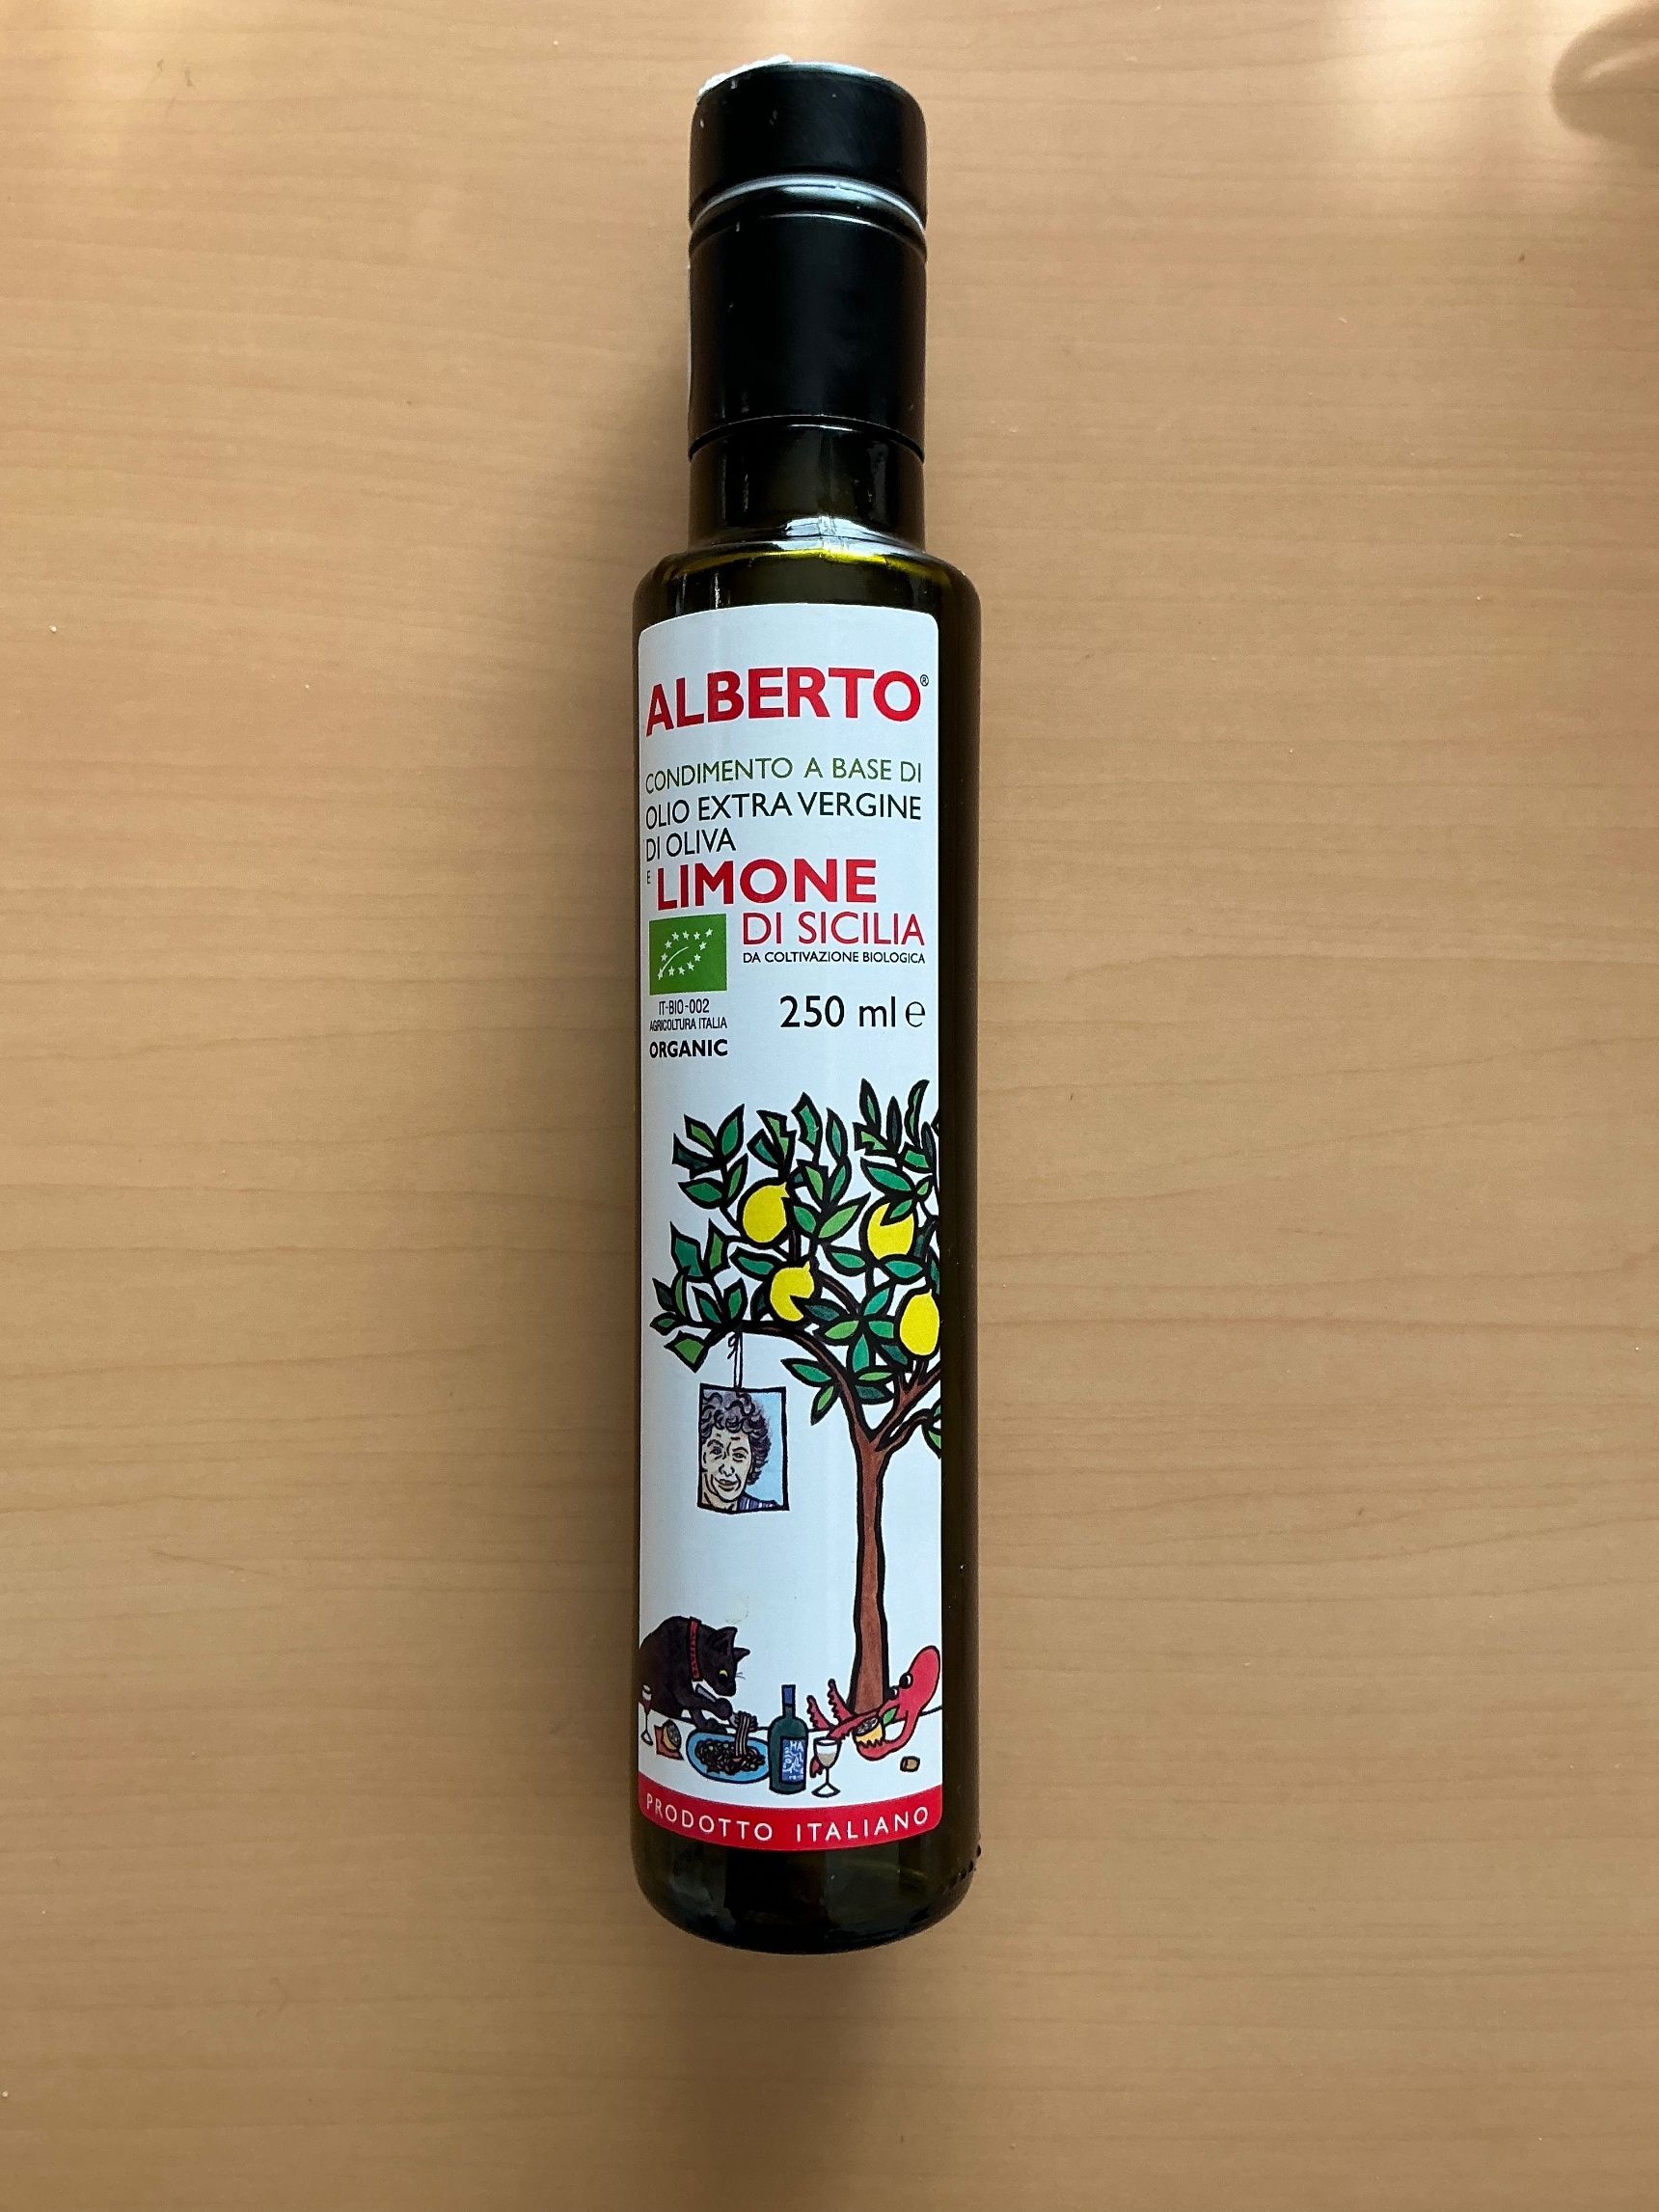 ALBERTO®
CONDIMENTO A BASE DI
OLIO EXTRA VERGINE
DI OLIVA
E LIMONE
DI SICILIA
DA COLTIVAZIONE BIOLOGICA
IT-BIO-002
AGRICOLTURA ITALIA
ORGANIC
250 ml ℮
PRODOTTO ITALIANO